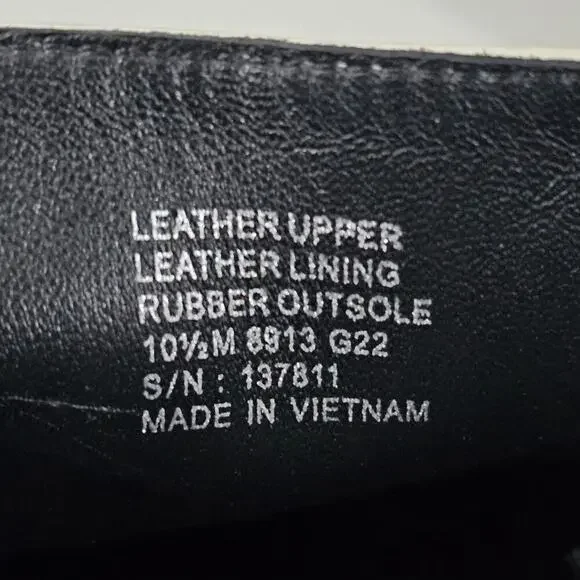 LEATHER UPPER
LEATHER LINING
RUBBER OUTSOLE
10½M 8913 G22
S/N : 137811
MADE IN VIETNAM